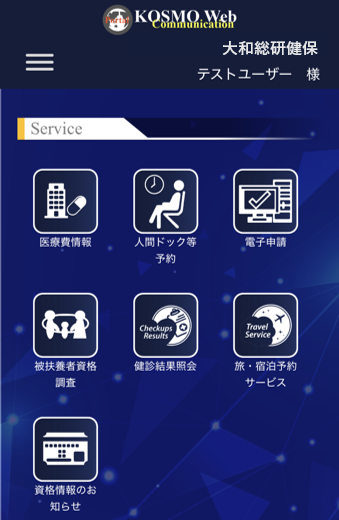 KOSMO Web
Communication
大和総研健保
テストユーザー 様
Service
医療費情報
人間ドック等
予約
電子申請
被扶養者資格
調査
Checkups
Results
健診結果照会
Travel
Service
旅・宿泊予約
サービス
資格情報のお
知らせ